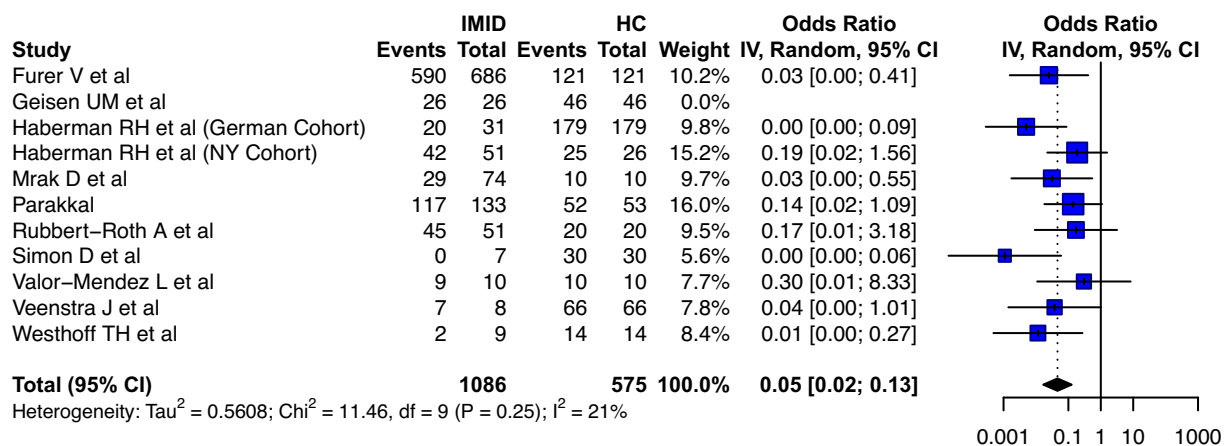 IMID HC Odds Ratio Odds Ratio
Study Events Total Events Total Weight IV, Random, 95% CI IV, Random, 95% CI
Furer V et al 590 686 121 121 10.2% 0.03 [0.00; 0.41]
Geisen UM et al 26 26 46 46 0.0%
Haberman RH et al (German Cohort) 20 31 179 179 9.8% 0.00 [0.00; 0.09]
Haberman RH et al (NY Cohort) 42 51 25 26 15.2% 0.19 [0.02; 1.56]
Mrak D et al 29 74 10 10 9.7% 0.03 [0.00; 0.55]
Parakkal 117 133 52 53 16.0% 0.14 [0.02; 1.09]
Rubbert−Roth A et al 45 51 20 20 9.5% 0.17 [0.01; 3.18]
Simon D et al 0 7 30 30 5.6% 0.00 [0.00; 0.06]
Valor−Mendez L et al 9 10 10 10 7.7% 0.30 [0.01; 8.33]
Veenstra J et al 7 8 66 66 7.8% 0.04 [0.00; 1.01]
Westhoff TH et al 2 9 14 14 8.4% 0.01 [0.00; 0.27]
Total (95% CI) 1086 575 100.0% 0.05 [0.02; 0.13]
Heterogeneity: Tau² = 0.5608; Chi² = 11.46, df = 9 (P = 0.25); I² = 21%
0.001 0.1 1 10 1000